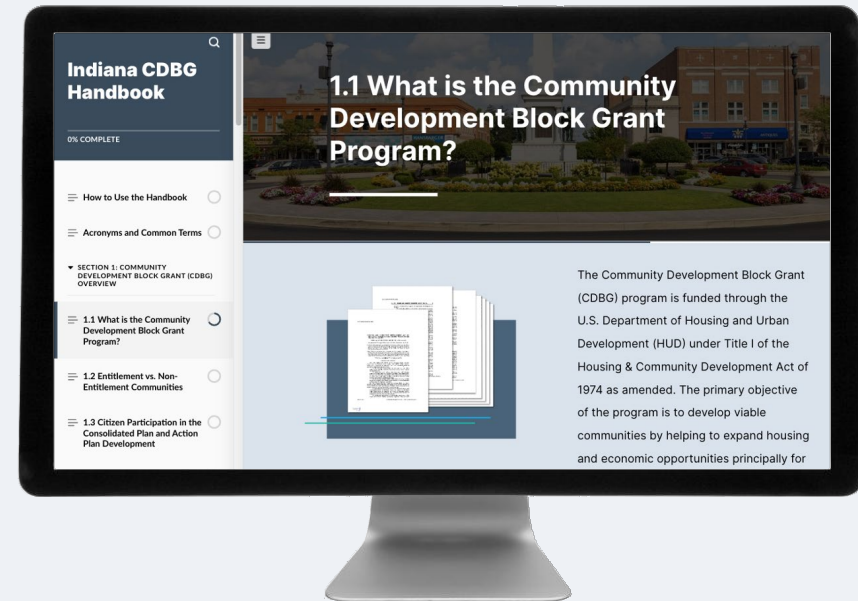 Indiana CDBG
Handbook
0% COMPLETE
How to Use the Handbook
Acronyms and Common Terms
SECTION 1: COMMUNITY
DEVELOPMENT BLOCK GRANT (CDBG)
OVERVIEW
1.1 What is the Community
Development Block Grant
Program?
1.2 Entitlement vs. Non-
Entitlement Communities
1.3 Citizen Participation in the
Consolidated Plan and Action
Plan Development
1.1 What is the Community
Development Block Grant
Program?
The Community Development Block Grant
(CDBG) program is funded through the
U.S. Department of Housing and Urban
Development (HUD) under Title I of the
Housing & Community Development Act of
1974 as amended. The primary objective
of the program is to develop viable
communities by helping to expand housing
and economic opportunities principally for